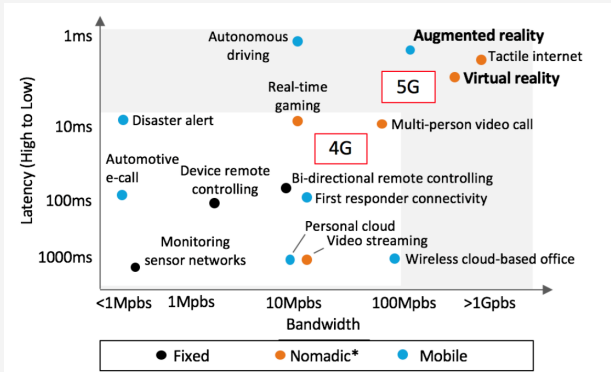 1ms
Autonomous
driving
Augmented reality
Tactile internet
Virtual reality
5G
Real-time
gaming
10ms
Disaster alert
Multi-person video call
4G
Automotive
e-call
Device remote
controlling
Bi-directional remote controlling
100ms
First responder connectivity
Personal cloud
Video streaming
Monitoring
sensor networks
1000ms
Wireless cloud-based office
Latency (High to Low)
<1Mpbs
1Mpbs
10Mpbs
100Mpbs
>1Gpbs
Bandwidth
Fixed
Nomadic*
Mobile